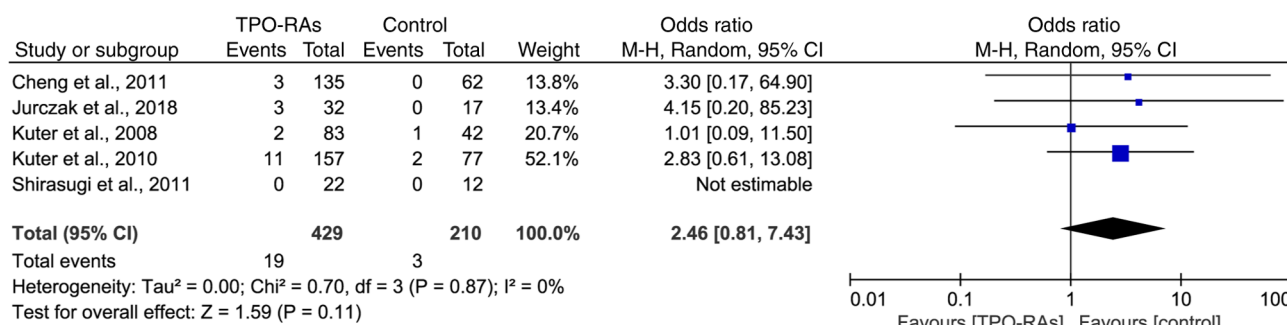 TPO-RAs Control Odds ratio Odds ratio
Study or subgroup Events Total Events Total Weight M-H, Random, 95% CI M-H, Random, 95% CI
Cheng et al., 2011 3 135 0 62 13.8% 3.30 [0.17, 64.90]
Jurczak et al., 2018 3 32 0 17 13.4% 4.15 [0.20, 85.23]
Kuter et al., 2008 2 83 1 42 20.7% 1.01 [0.09, 11.50]
Kuter et al., 2010 11 157 2 77 52.1% 2.83 [0.61, 13.08]
Shirasugi et al., 2011 0 22 0 12 Not estimable
Total (95% CI) 429 210 100.0% 2.46 [0.81, 7.43]
Total events 19 3
Heterogeneity: Tau² = 0.00; Chi² = 0.70, df = 3 (P = 0.87); I² = 0%
Test for overall effect: Z = 1.59 (P = 0.11)
0.01 0.1 1 10 100
Favours [TPO-RAs] Favours [control]